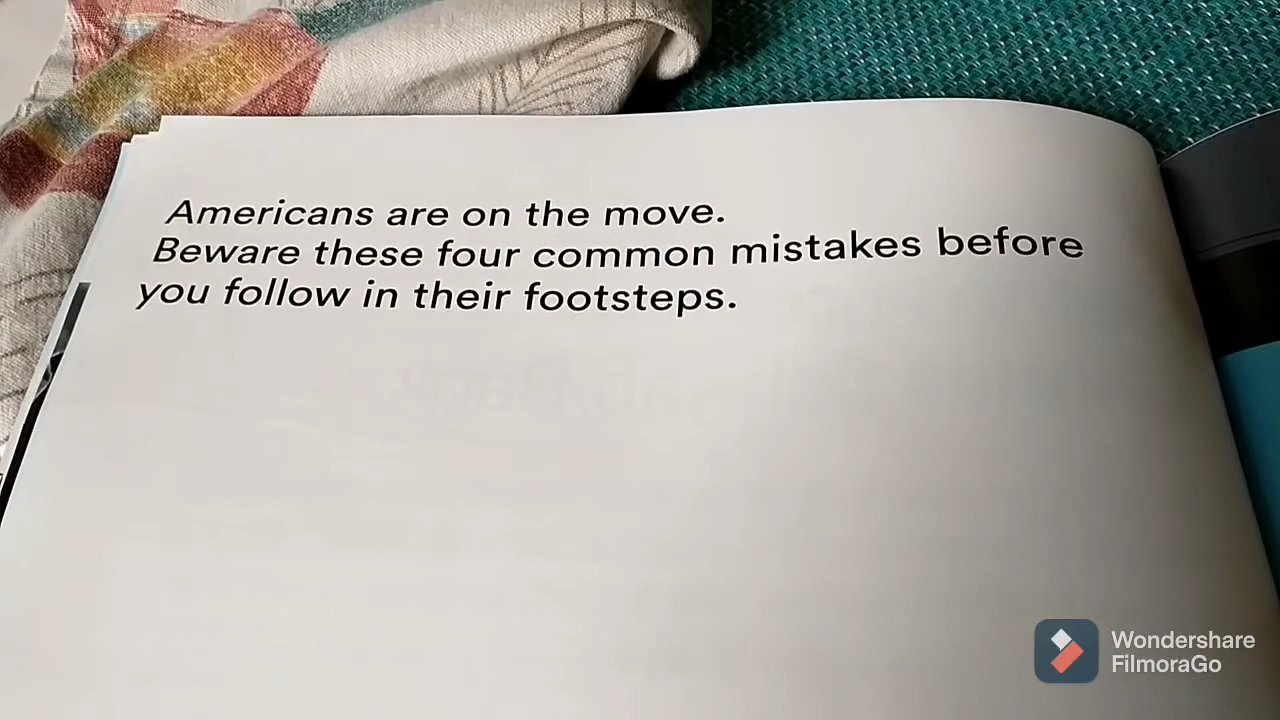 Americans are on the move.
Beware these four common mistakes before
you follow in their footsteps.
Wondershare
FilmoraGo